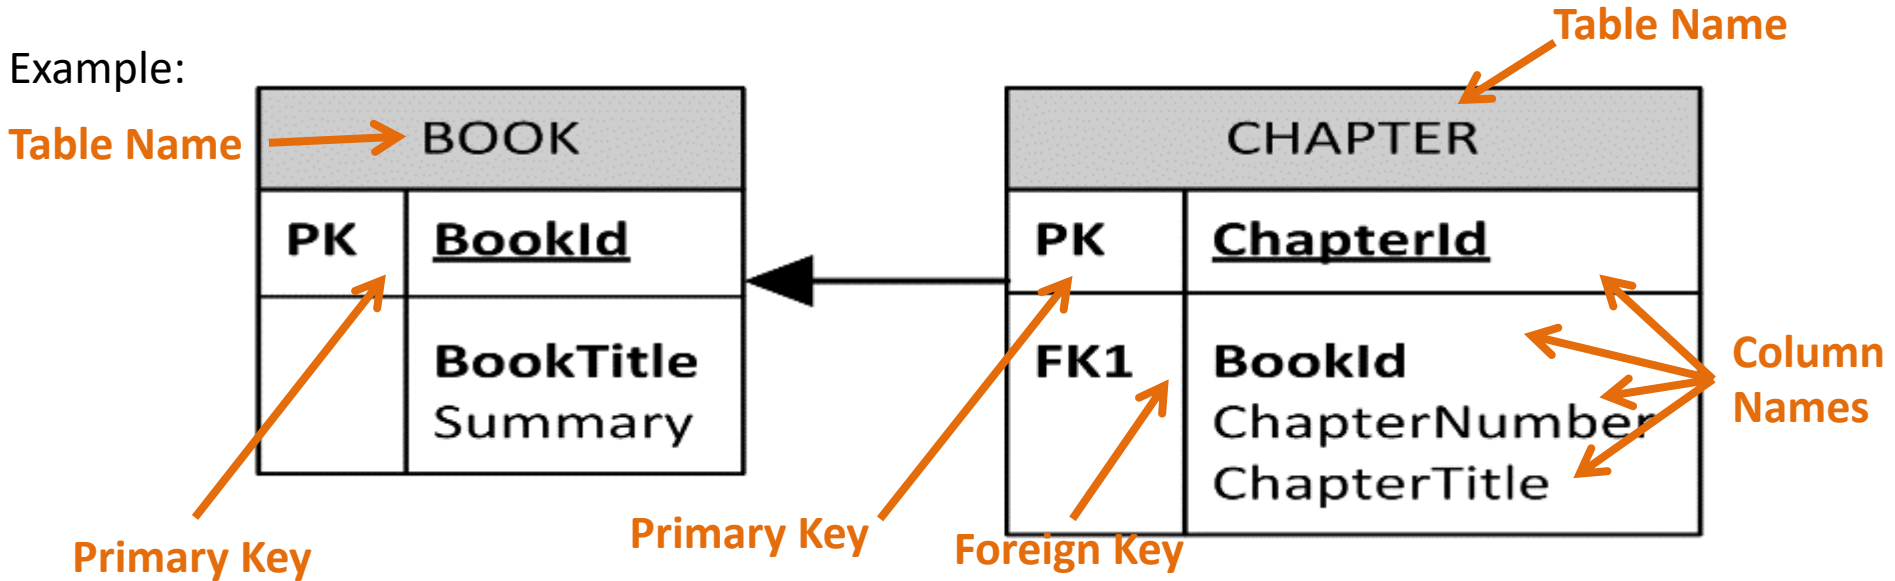 Table Name
Example:
Table Name
BOOK
PK
BookId
BookTitle
Summary
CHAPTER
PK
ChapterId
FK1
BookId
ChapterNumber
ChapterTitle
Column
Names
Primary Key
Primary Key
Foreign Key